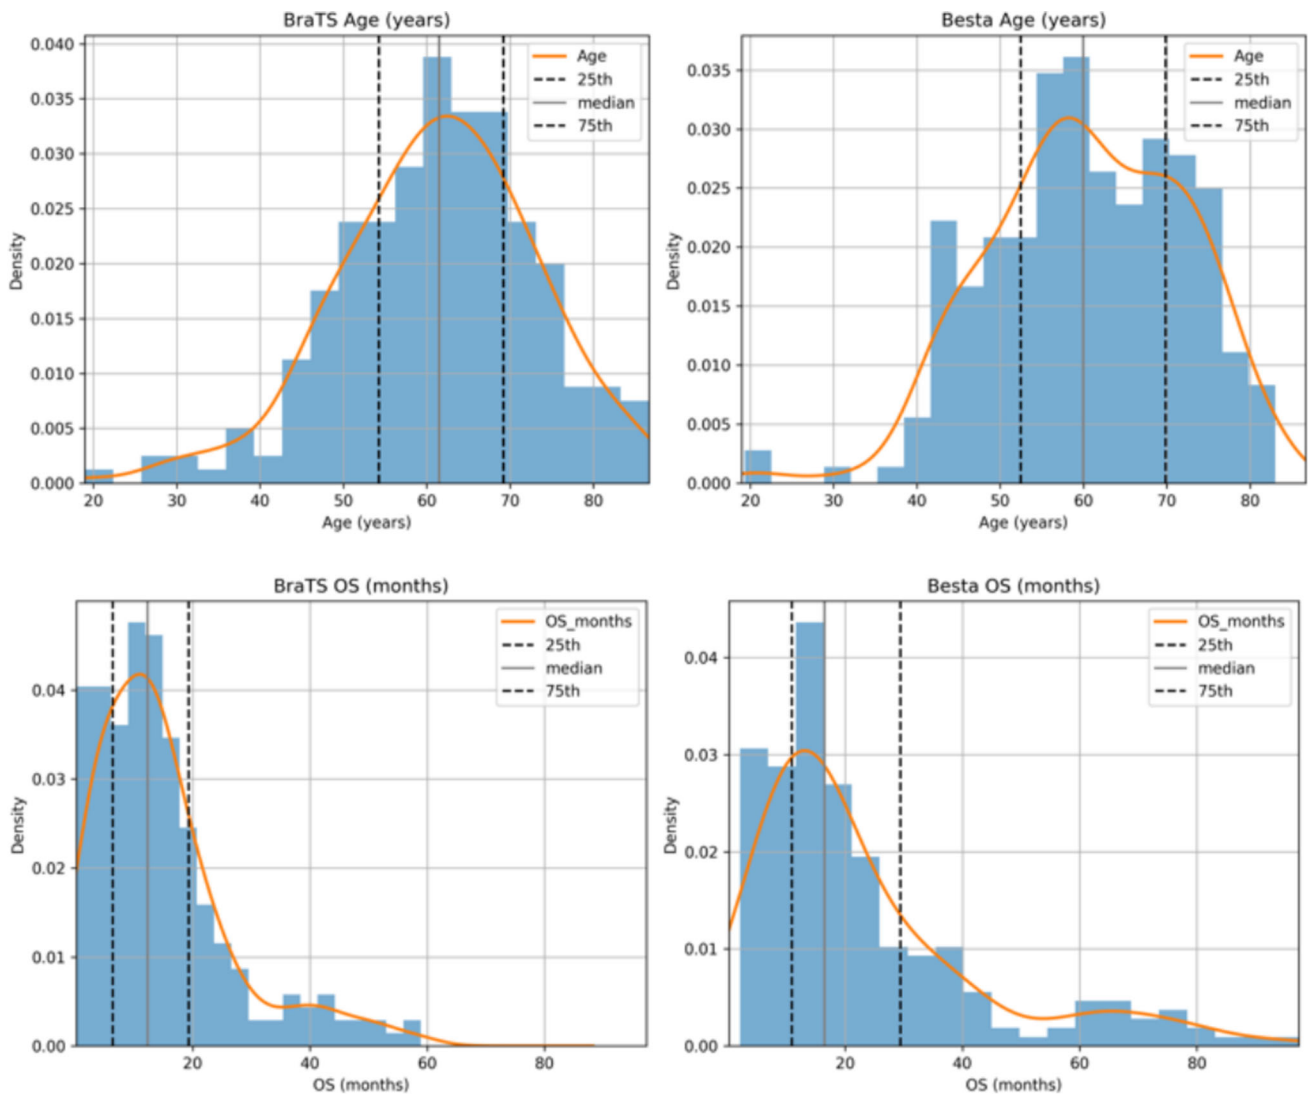 BraTS Age (years)
Age
25th
median
75th
0.040
0.035
0.030
0.025
0.020
0.015
0.010
0.005
0.000
Density
20 30 40 50 60 70 80
Age (years)
Besta Age (years)
Age
25th
median
75th
0.035
0.030
0.025
0.020
0.015
0.010
0.005
0.000
Density
20 30 40 50 60 70 80
Age (years)
BraTS OS (months)
OS_months
25th
median
75th
0.04
0.03
0.02
0.01
0.00
Density
20 40 60 80
OS (months)
Besta OS (months)
OS_months
25th
median
75th
0.04
0.03
0.02
0.01
0.00
Density
20 40 60 80
OS (months)